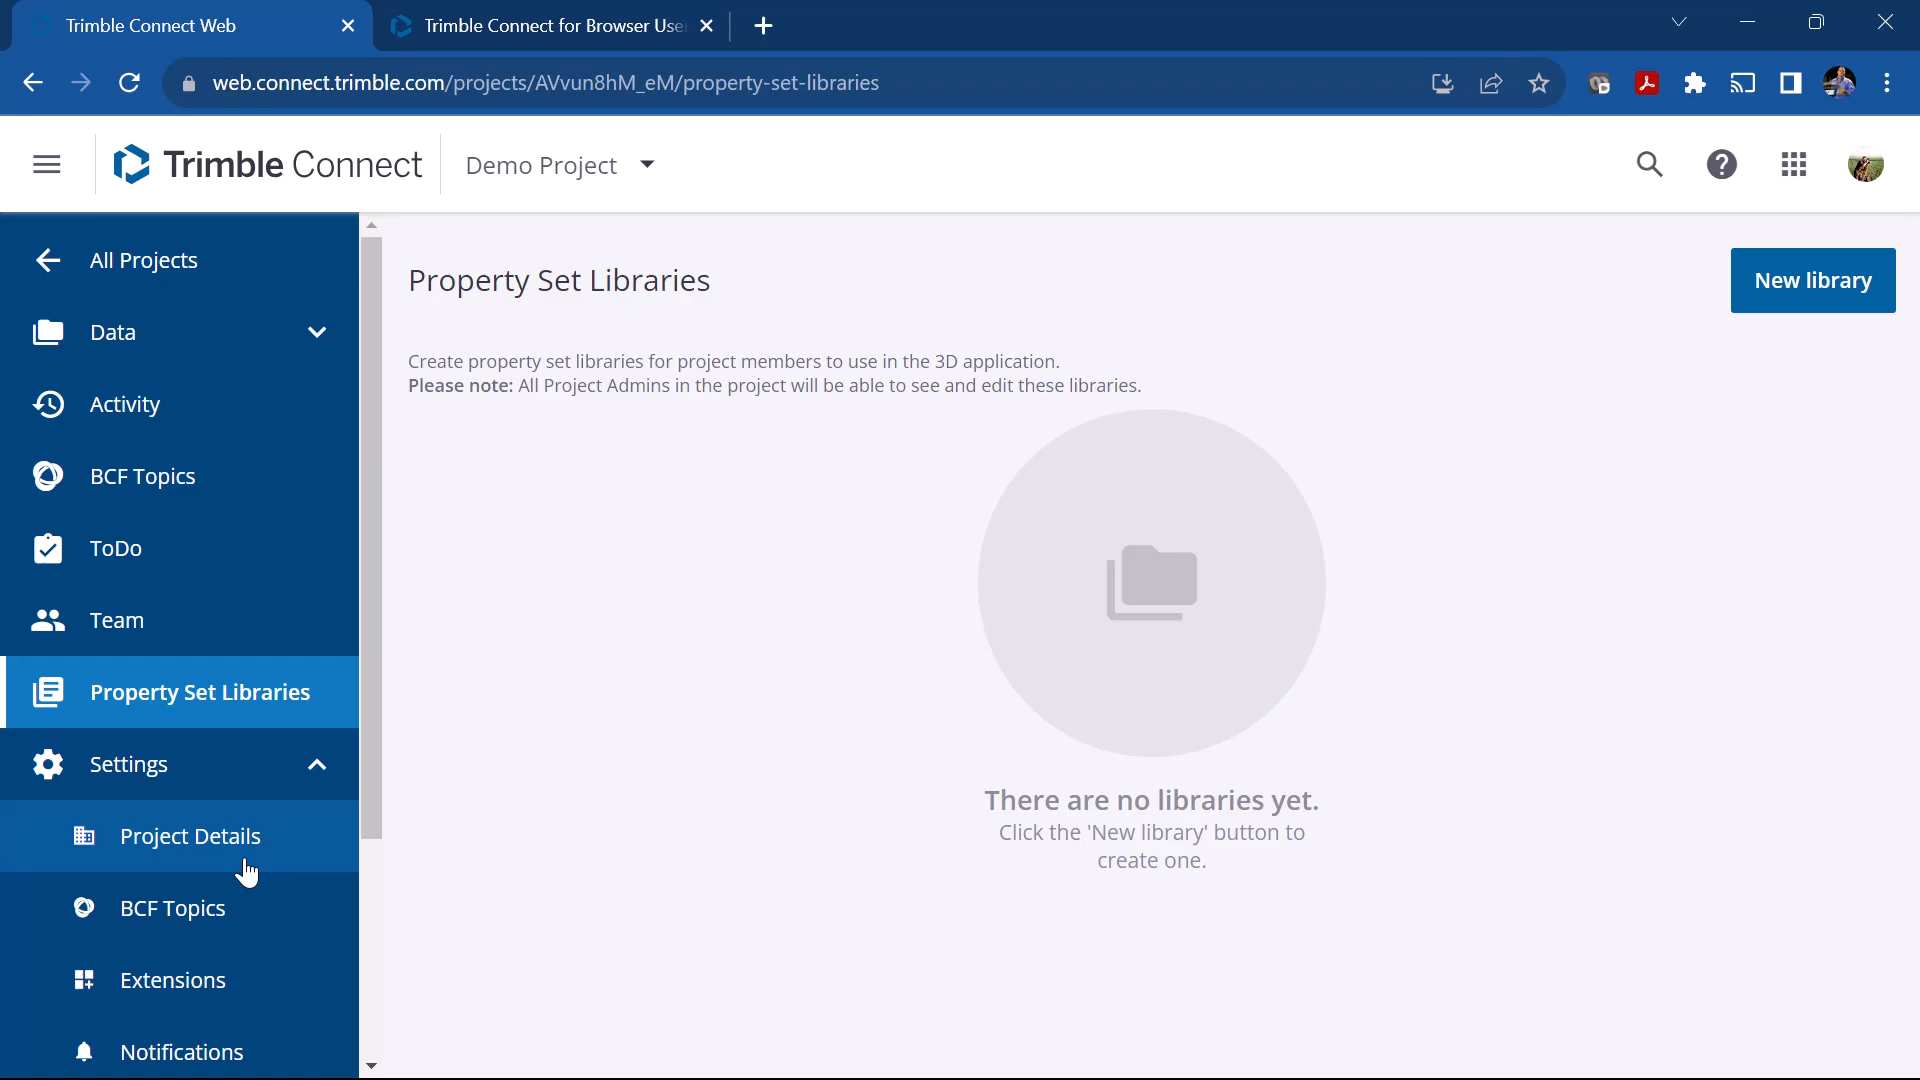 Trimble Connect Web
Trimble Connect for Browser Use
web.connect.trimble.com/projects/AVvun8hM_eM/property-set-libraries
Trimble Connect
Demo Project
All Projects
Data
Activity
BCF Topics
ToDo
Team
Property Set Libraries
Settings
Project Details
BCF Topics
Extensions
Notifications
Property Set Libraries
New library
Create property set libraries for project members to use in the 3D application.
Please note: All Project Admins in the project will be able to see and edit these libraries.
There are no libraries yet.
Click the 'New library' button to
create one.